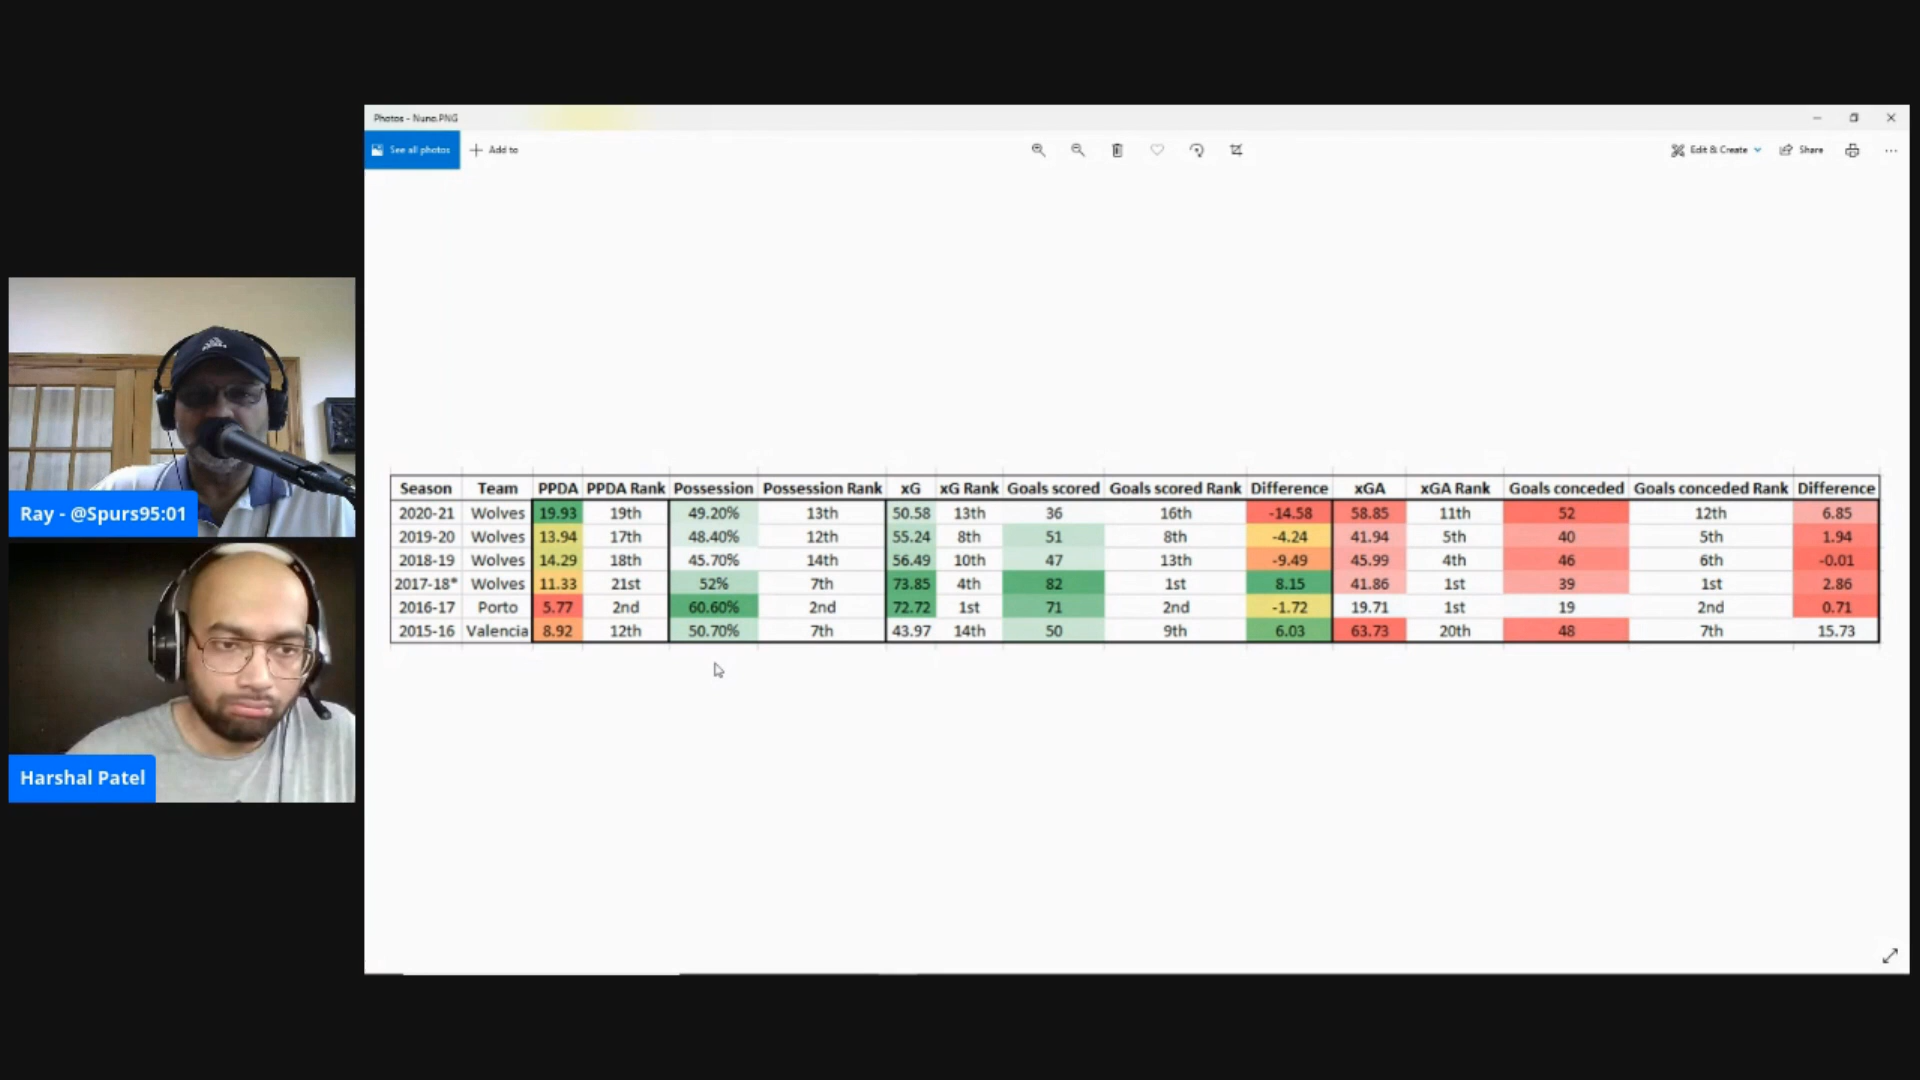 Photos - Nuno.PNG
See all photos
Add to
Edit & Create
Share
Season Team PPDA PPDA Rank Possession Possession Rank xG xG Rank Goals scored Goals scored Rank Difference xGA xGA Rank Goals conceded Goals conceded Rank Difference
2020-21 Wolves 19.93 19th 49.20% 13th 50.58 13th 36 16th -14.58 58.85 11th 52 12th 6.85
2019-20 Wolves 13.94 17th 48.40% 12th 55.24 8th 51 8th -4.24 41.94 5th 40 5th 1.94
2018-19 Wolves 14.29 18th 45.70% 14th 56.49 10th 47 13th -9.49 45.99 4th 46 6th -0.01
2017-18* Wolves 11.33 21st 52% 7th 73.85 4th 82 1st 8.15 41.86 1st 39 1st 2.86
2016-17 Porto 5.77 2nd 60.60% 2nd 72.72 1st 71 2nd -1.72 19.71 1st 19 2nd 0.71
2015-16 Valencia 8.92 12th 50.70% 7th 43.97 14th 50 9th 6.03 63.73 20th 48 7th 15.73
Ray - @Spurs95:01
Harshal Patel